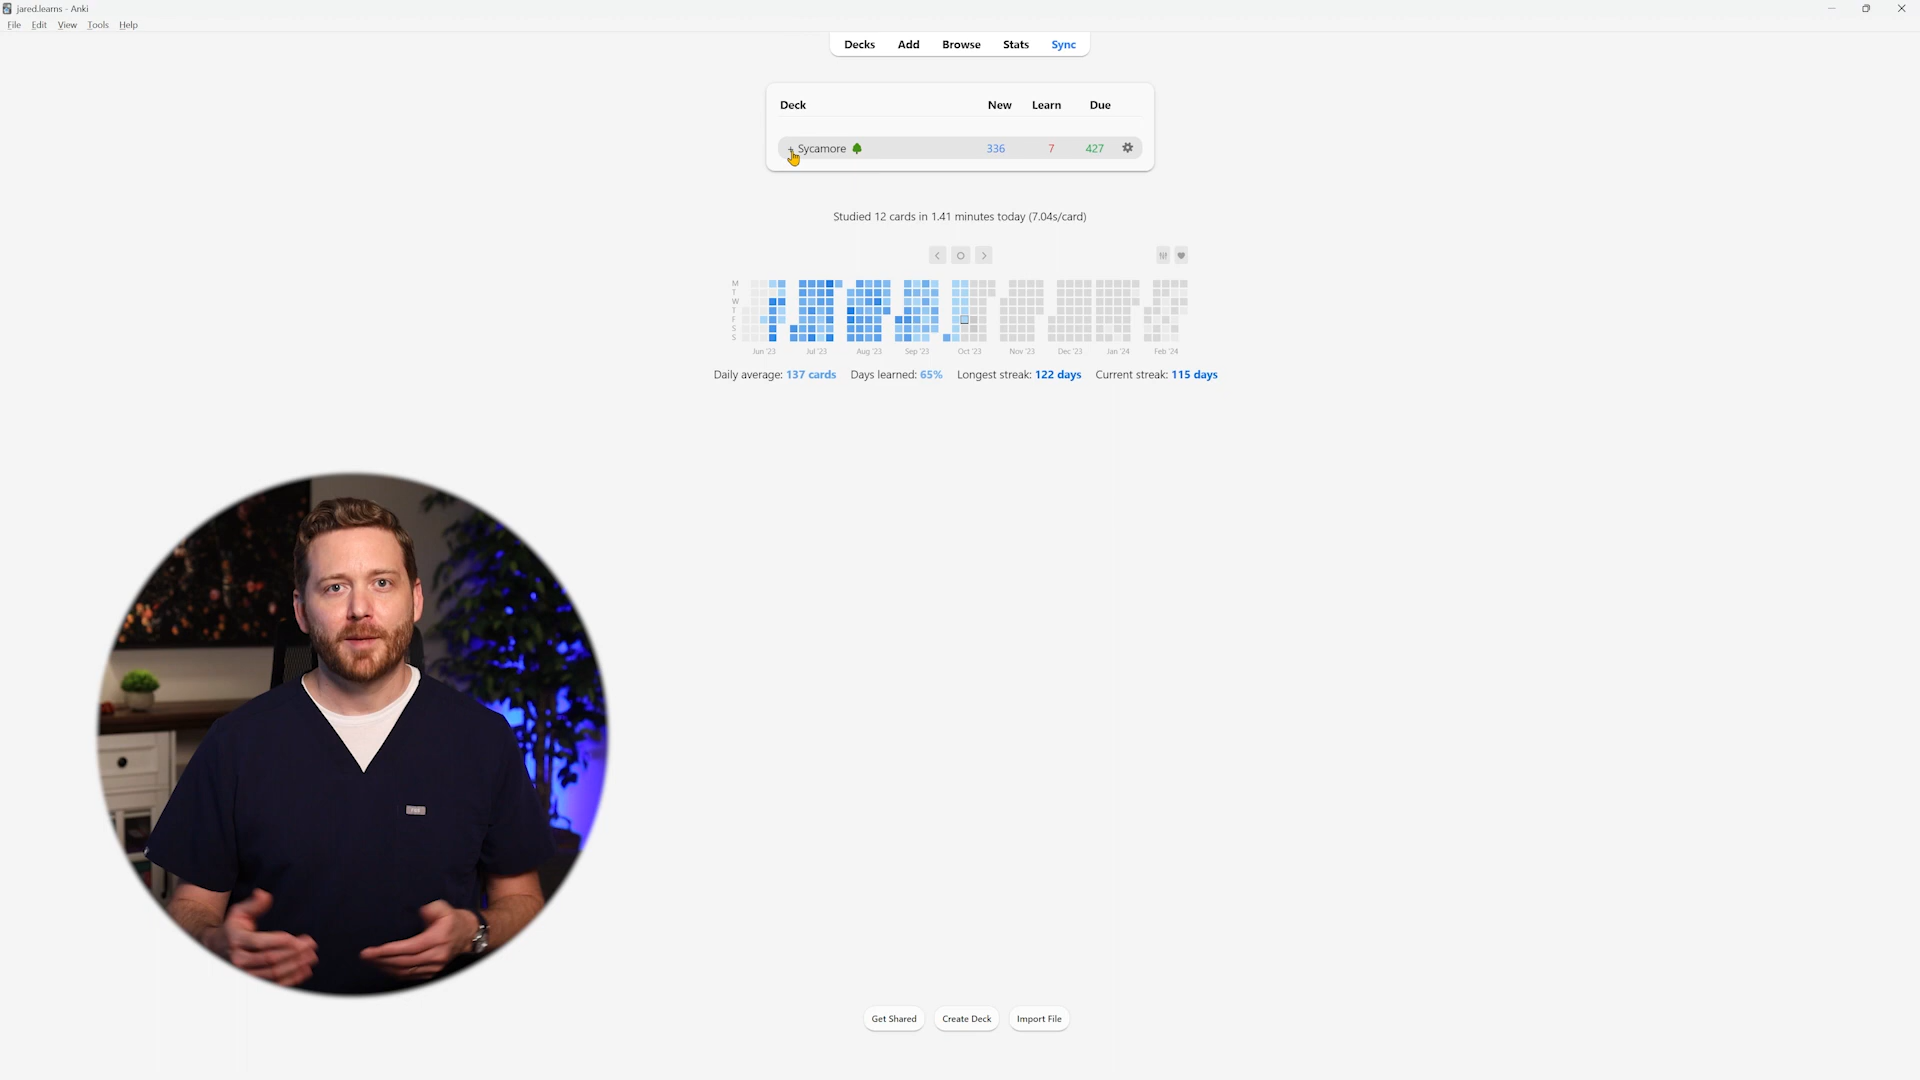 jared.learns - Anki
File Edit View Tools Help
Decks Add Browse Stats Sync
Deck New Learn Due
+ Sycamore 336 7 427
Studied 12 cards in 1.41 minutes today (7.04s/card)
M
T
W
T
F
S
S
Jun '23 Jul '23 Aug '23 Sep '23 Oct '23 Nov '23 Dec '23 Jan '24 Feb '24
Daily average: 137 cards Days learned: 65% Longest streak: 122 days Current streak: 115 days
Get Shared Create Deck Import File